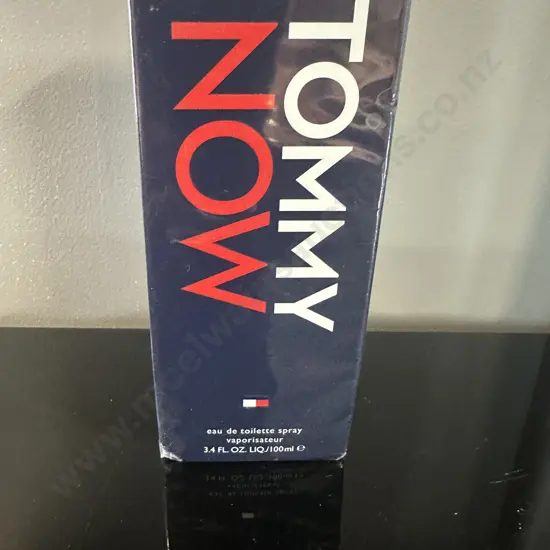 TOMMY
NOW
eau de toilette spray
vaporisateur
3.4 FL. OZ. LIQ/100ml ℮